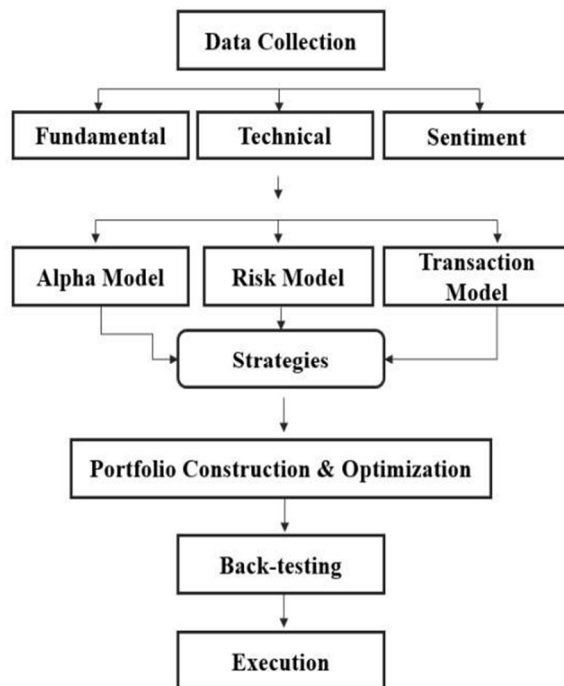 Data Collection
Fundamental
Technical
Sentiment
Alpha Model
Risk Model
Transaction
Model
Strategies
Portfolio Construction & Optimization
Back-testing
Execution